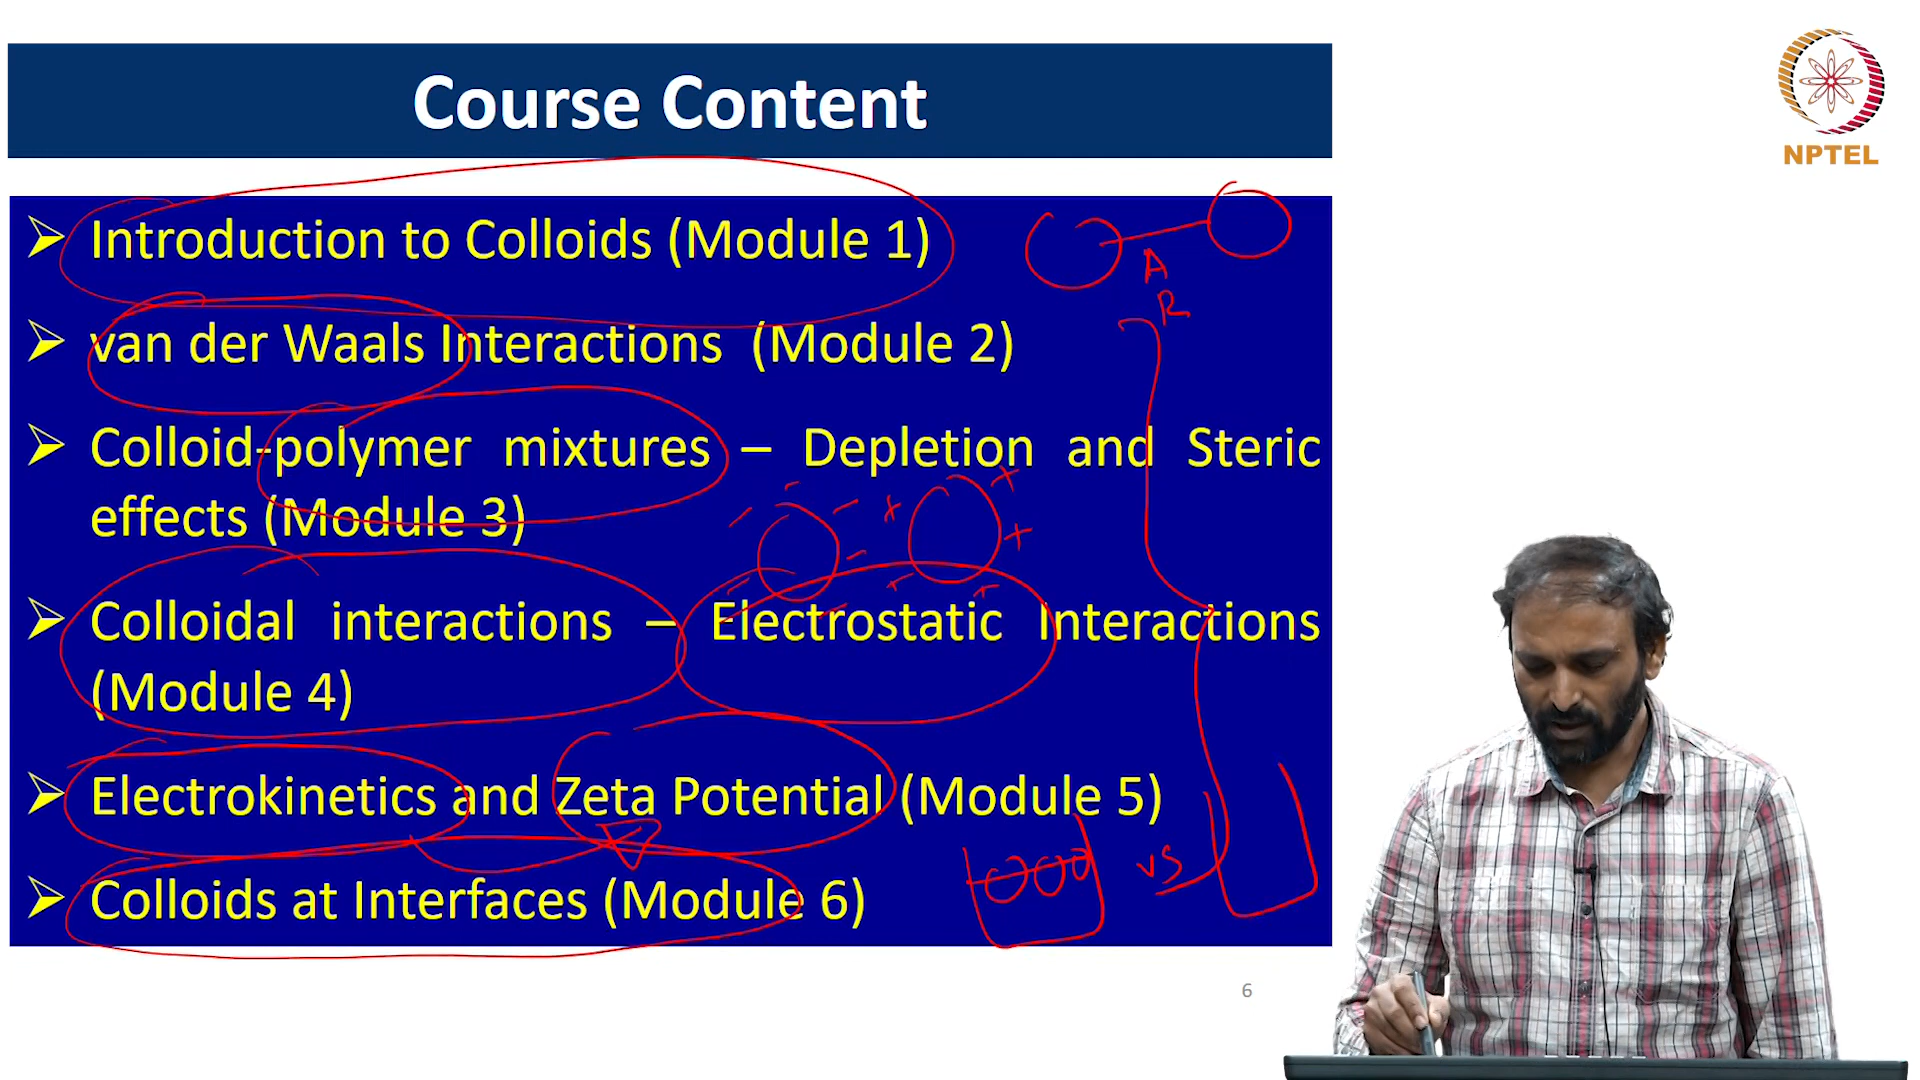 Course Content
NPTEL
Introduction to Colloids (Module 1)
A
R
van der Waals Interactions (Module 2)
Colloid-polymer mixtures – Depletion and Steric
effects (Module 3)
Colloidal interactions – Electrostatic Interactions
(Module 4)
Electrokinetics and Zeta Potential (Module 5)
vs
Colloids at Interfaces (Module 6)
6